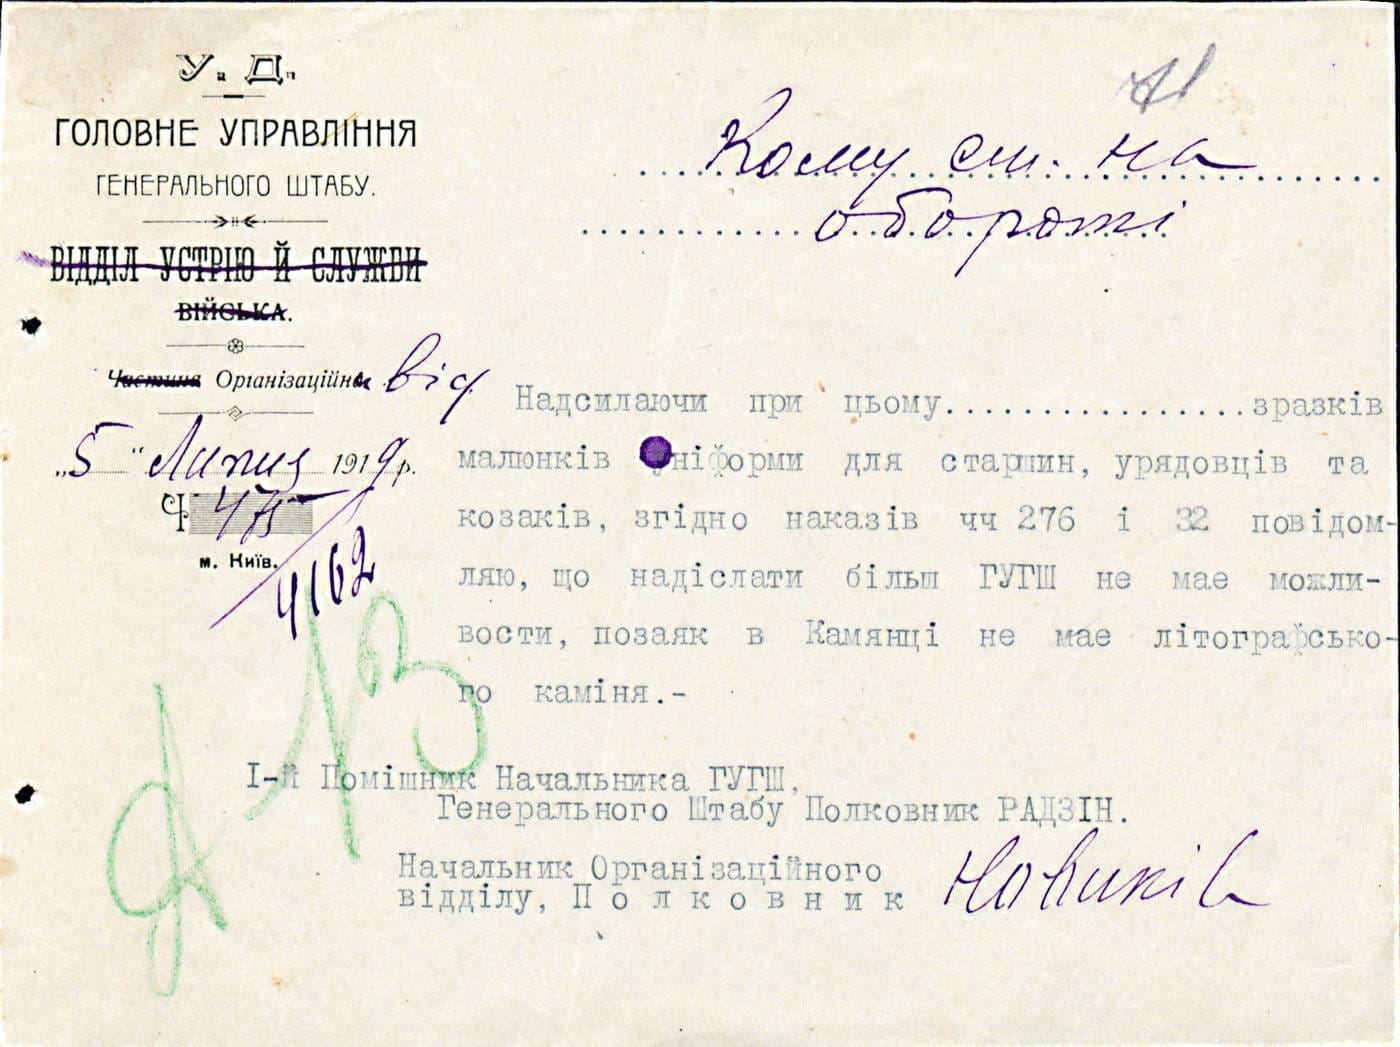 У. Д.
ГОЛОВНЕ УПРАВЛІННЯ
ГЕНЕРАЛЬНОГО ШТАБУ.
ВІДДІЛ УСТРІЮ Й СЛУЖБИ
ВІЙСЬКА.
Частина Організаційна від
„5“ Липня 1919 р.
Ч 475
4162
м. Київ.
Кому см. на
обороті
Надсилаючи при цьому.................зразків
малюнків уніформи для старшин, урядовців та
козаків, згідно наказів чч 276 і 32 повідом-
ляю, що надіслати більш ГУГШ не має можли-
вости, позаяк в Камянці не має літографсько-
го каміня.-
І-й Помішник Начальника ГУГШ,
Генерального Штабу Полковник РАДЗІН.
Начальник Організаційного
відділу, Полковник Новиків